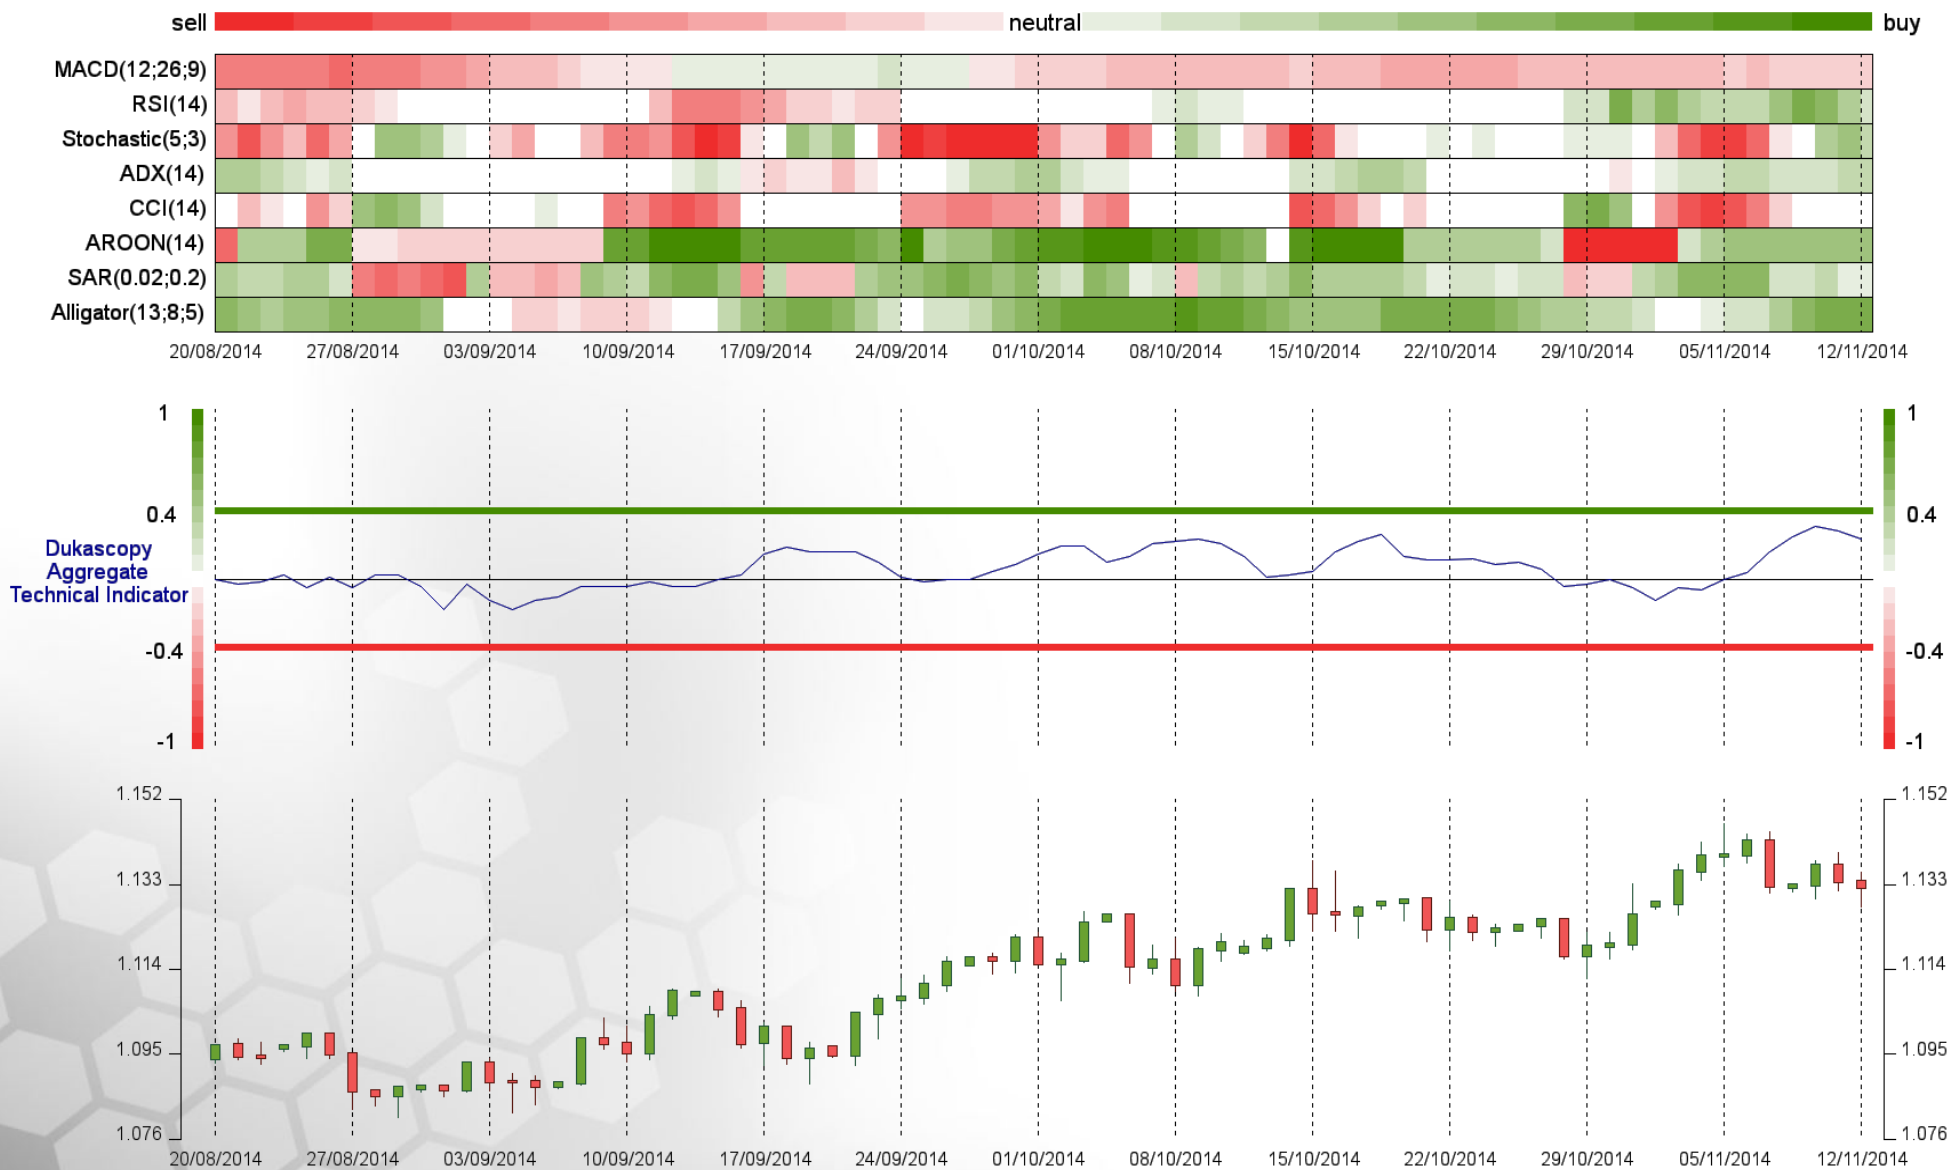 sell neutral buy
MACD(12;26;9)
RSI(14)
Stochastic(5;3)
ADX(14)
CCI(14)
AROON(14)
SAR(0.02;0.2)
Alligator(13;8;5)
20/08/2014 27/08/2014 03/09/2014 10/09/2014 17/09/2014 24/09/2014 01/10/2014 08/10/2014 15/10/2014 22/10/2014 29/10/2014 05/11/2014 12/11/2014
1 1
0.4 0.4
Dukascopy
Aggregate
Technical Indicator
-0.4 -0.4
-1 -1
1.152 1.152
1.133 1.133
1.114 1.114
1.095 1.095
1.076 1.076
20/08/2014 27/08/2014 03/09/2014 10/09/2014 17/09/2014 24/09/2014 01/10/2014 08/10/2014 15/10/2014 22/10/2014 29/10/2014 05/11/2014 12/11/2014